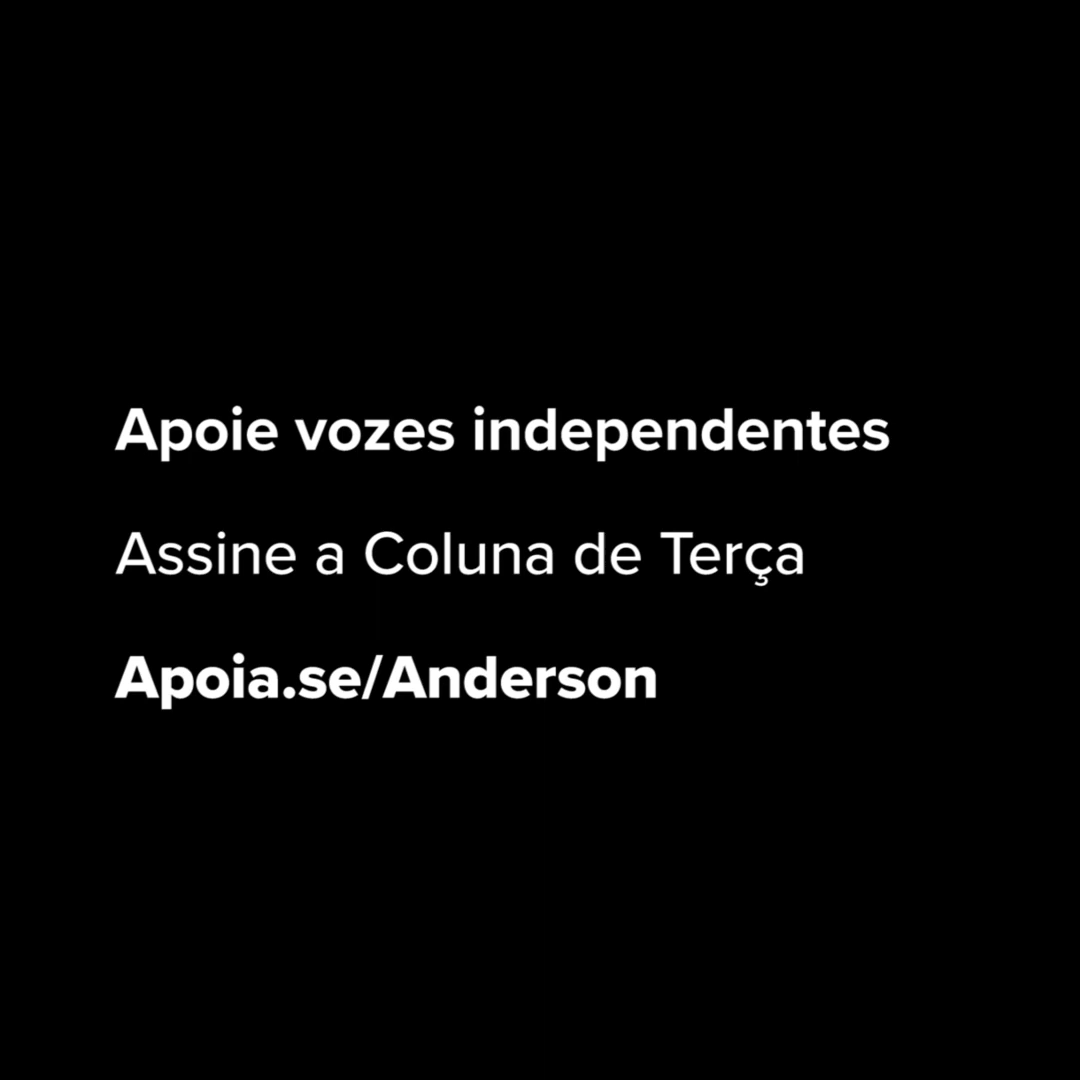 Apoie vozes independentes
Assine a Coluna de Terça
Apoia.se/Anderson